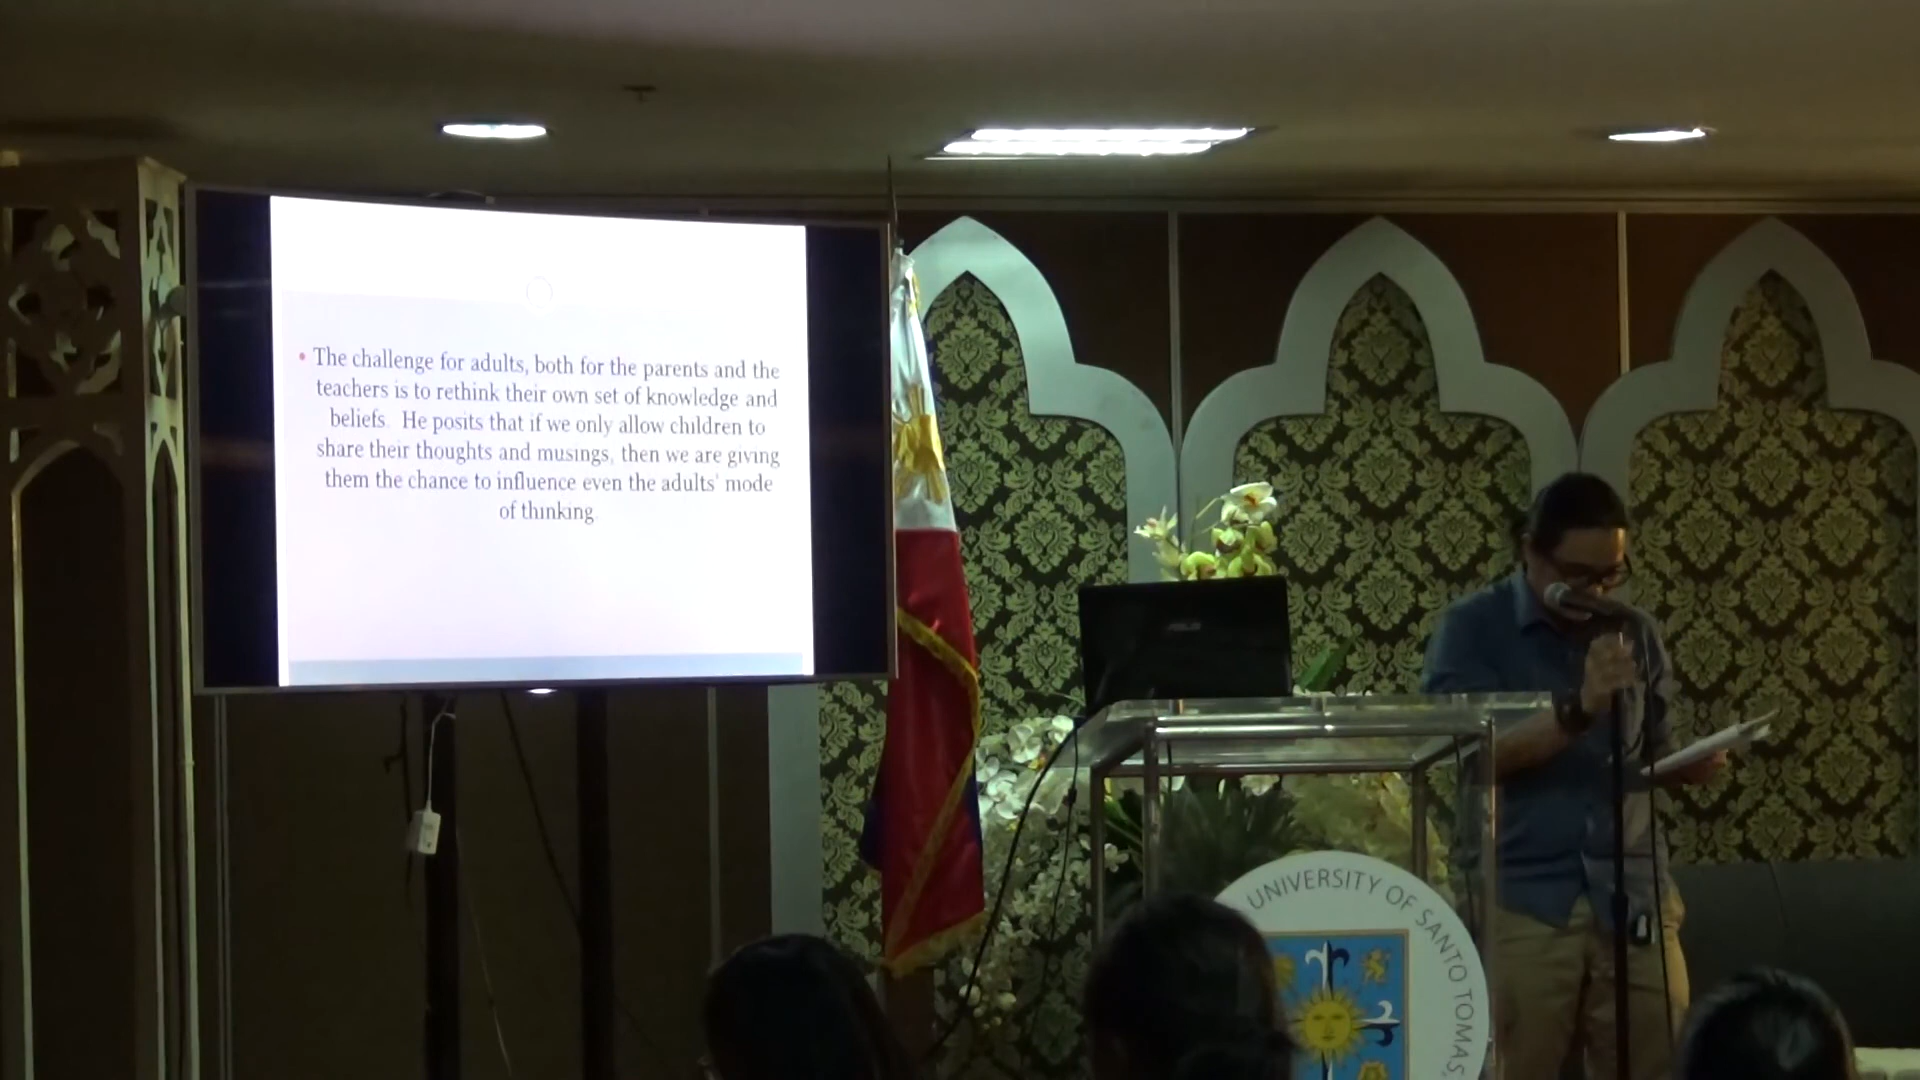 • The challenge for adults, both for the parents and the
teachers is to rethink their own set of knowledge and
beliefs. He posits that if we only allow children to
share their thoughts and musings, then we are giving
them the chance to influence even the adults' mode
of thinking.
UNIVERSITY OF SANTO TOMAS